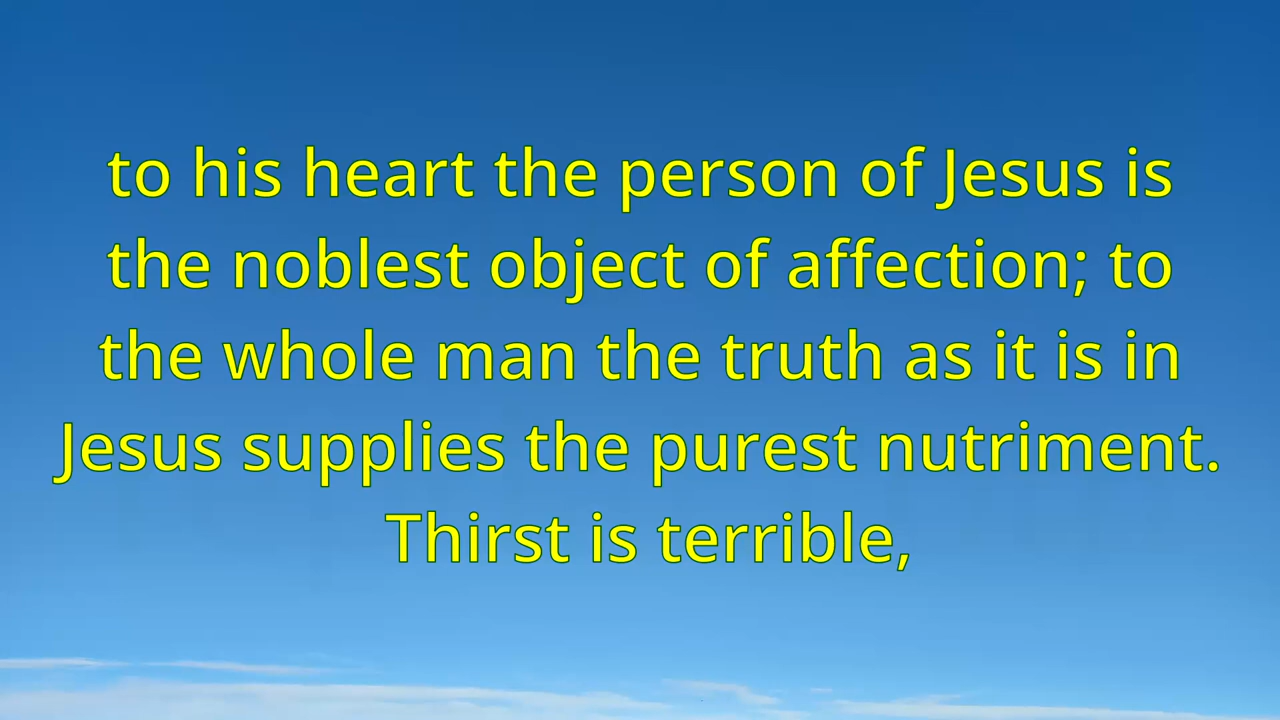 to his heart the person of Jesus is
the noblest object of affection; to
the whole man the truth as it is in
Jesus supplies the purest nutriment.
Thirst is terrible,